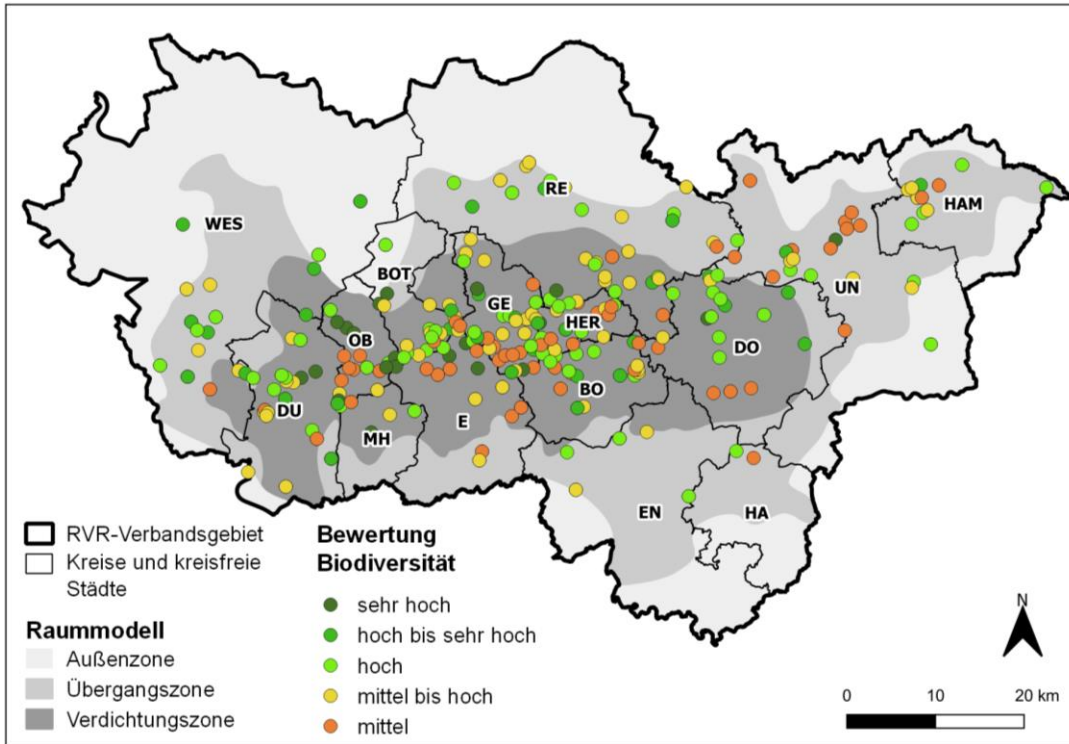 RE
WES
HAM
BOT
UN
GE
OB
HER
DO
DU
BO
E
MH
EN
HA
RVR-Verbandsgebiet
Kreise und kreisfreie
Städte
Raummodell
Außenzone
Übergangszone
Verdichtungszone
Bewertung
Biodiversität
sehr hoch
hoch bis sehr hoch
hoch
mittel bis hoch
mittel
N
0 10 20 km